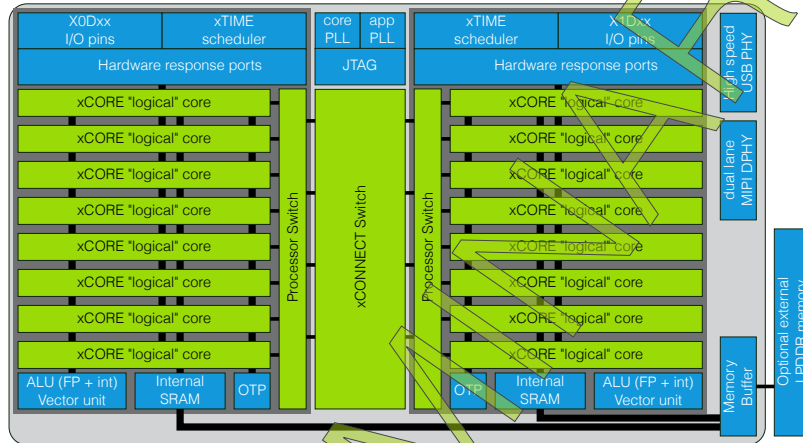 X0Dxx
I/O pins
xTIME
scheduler
core
PLL
app
PLL
xTIME
scheduler
X1Dxx
I/O pins
High speed
USB PHY
Hardware response ports
JTAG
Hardware response ports
xCORE "logical" core
xCORE "logical" core
xCORE "logical" core
xCORE "logical" core
xCORE "logical" core
xCORE "logical" core
xCORE "logical" core
xCORE "logical" core
Processor Switch
xCONNECT Switch
Processor Switch
xCORE "logical" core
xCORE "logical" core
xCORE "logical" core
xCORE "logical" core
xCORE "logical" core
xCORE "logical" core
xCORE "logical" core
xCORE "logical" core
dual lane
MIPI DPHY
ALU (FP + int)
Vector unit
Internal
SRAM
OTP
OTP
Internal
SRAM
ALU (FP + int)
Vector unit
Memory
Buffer
Optional external
LPDDR memory